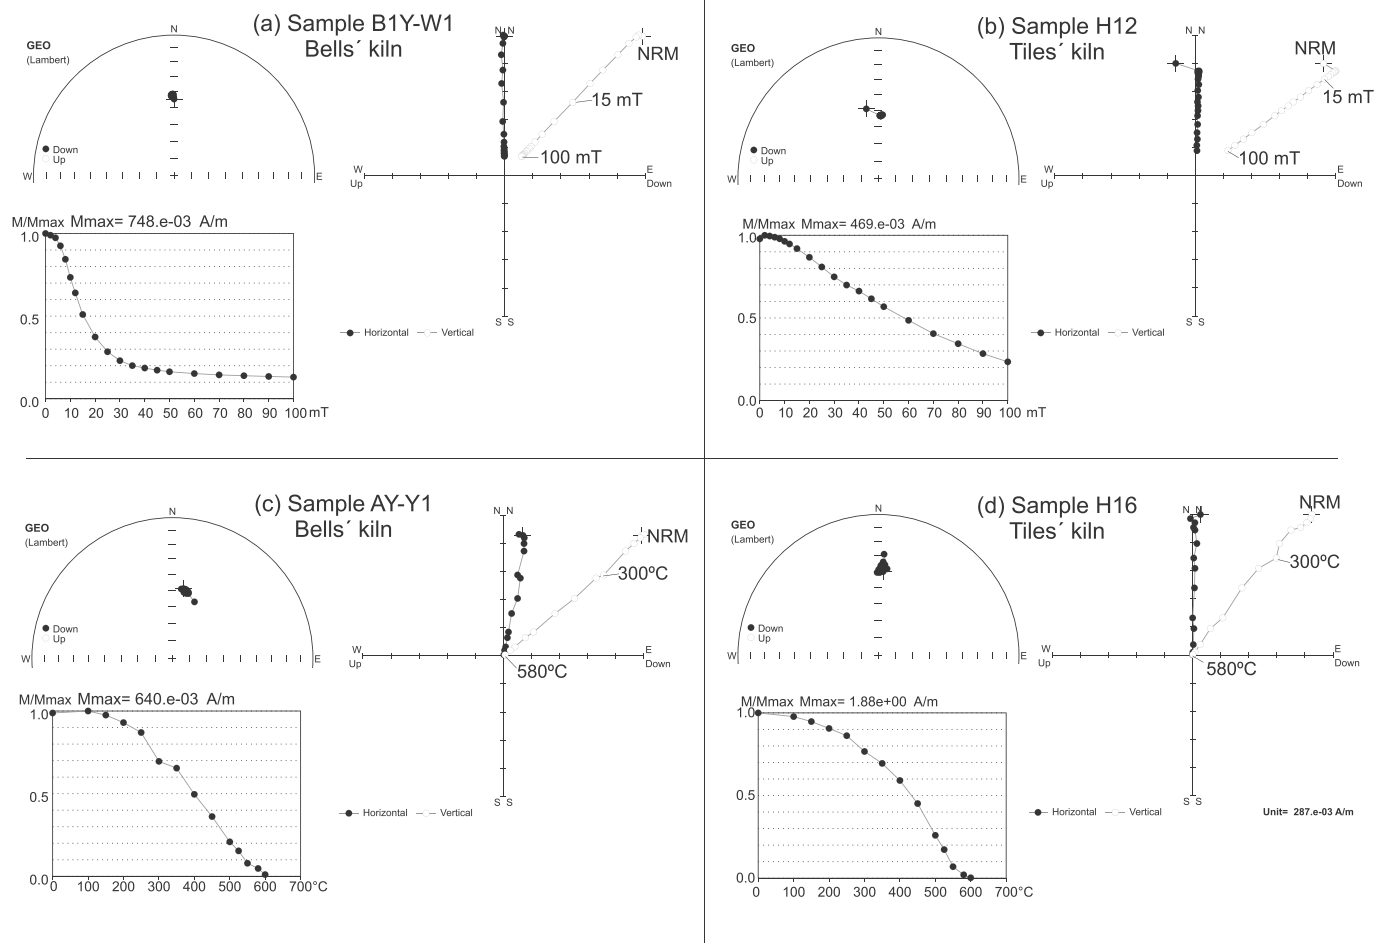 (a) Sample B1Y-W1
Bells´ kiln
GEO
(Lambert)
N
W
E
Down
Up
N N
NRM
15 mT
100 mT
W
Up
E
Down
S S
Horizontal
Vertical
M/Mmax Mmax= 748.e-03 A/m
1.0
0.5
0.0
0 10 20 30 40 50 60 70 80 90 100 mT
(b) Sample H12
Tiles´ kiln
GEO
(Lambert)
N
W
E
Down
Up
N N
NRM
15 mT
100 mT
W
Up
E
Down
S S
Horizontal
Vertical
M/Mmax Mmax= 469.e-03 A/m
1.0
0.5
0.0
0 10 20 30 40 50 60 70 80 90 100 mT
(c) Sample AY-Y1
Bells´ kiln
GEO
(Lambert)
N
W
E
Down
Up
N N
NRM
300ºC
580ºC
W
Up
E
Down
S S
Horizontal
Vertical
M/Mmax Mmax= 640.e-03 A/m
1.0
0.5
0.0
0 100 200 300 400 500 600 700ºC
(d) Sample H16
Tiles´ kiln
GEO
(Lambert)
N
W
E
Down
Up
N N
NRM
300ºC
580ºC
W
Up
E
Down
S S
Horizontal
Vertical
Unit= 287.e-03 A/m
M/Mmax Mmax= 1.88e+00 A/m
1.0
0.5
0.0
0 100 200 300 400 500 600 700ºC